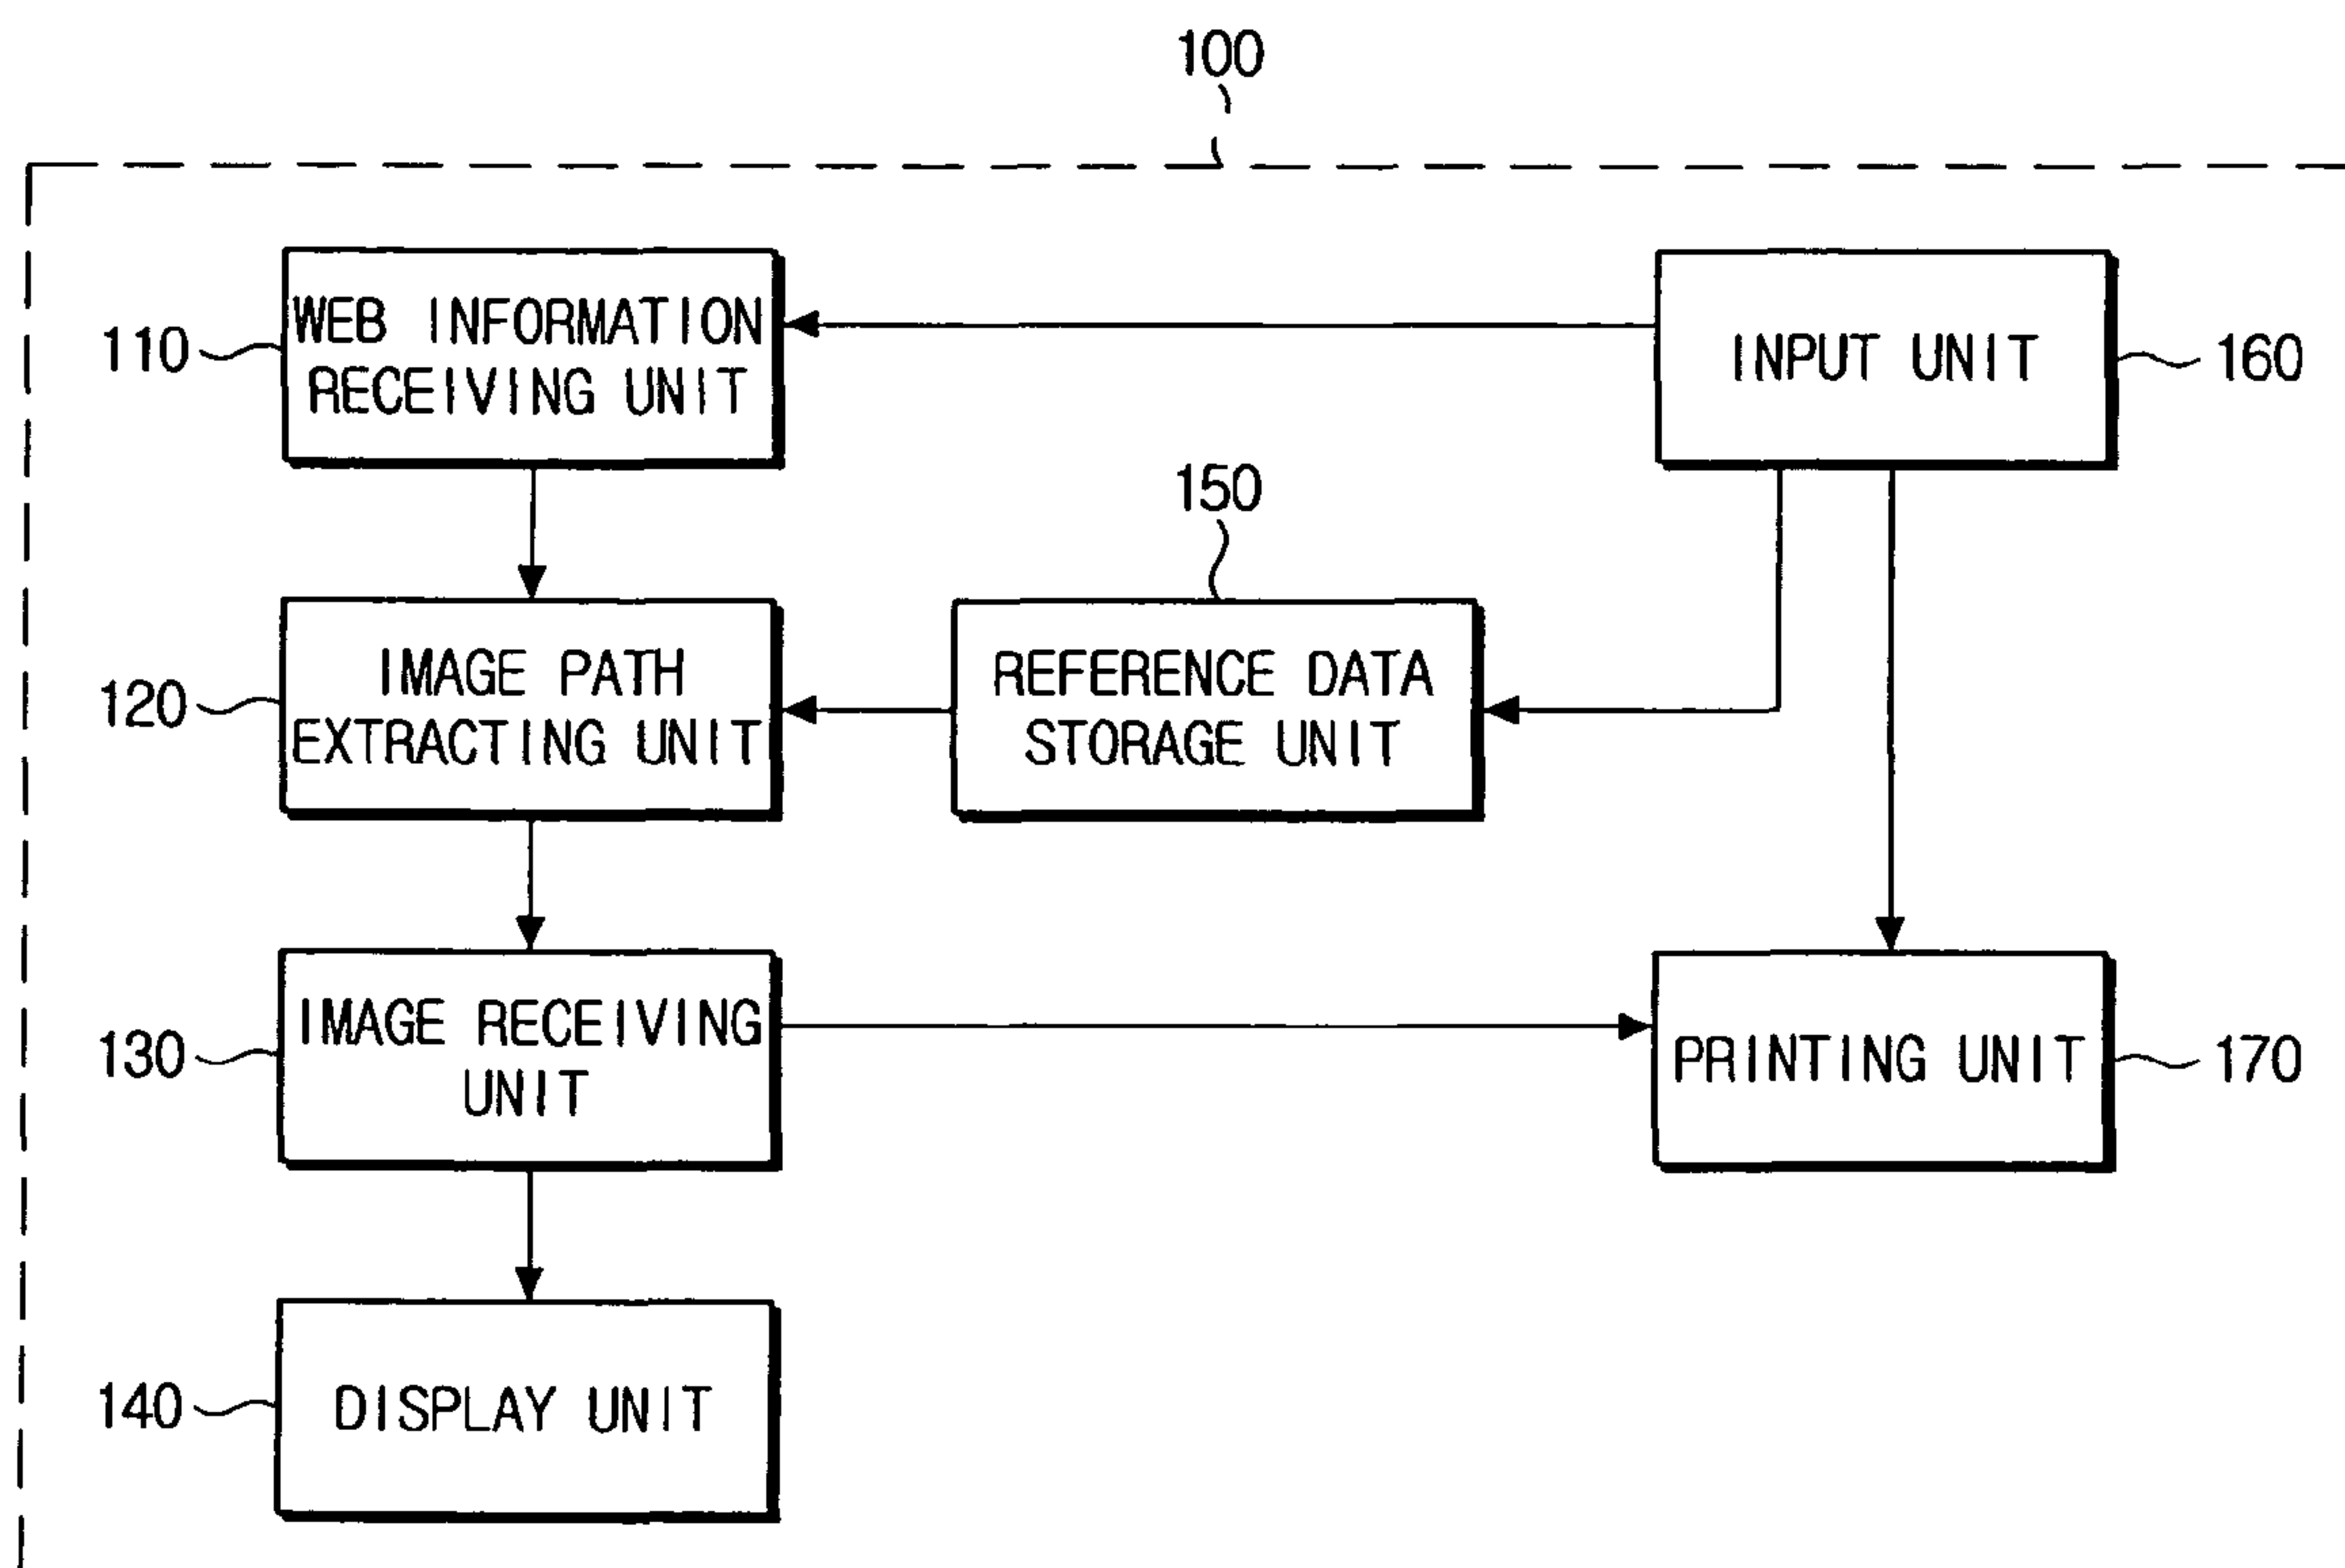 100
110
WEB INFORMATION
RECEIVING UNIT
INPUT UNIT
160
150
120
IMAGE PATH
EXTRACTING UNIT
REFERENCE DATA
STORAGE UNIT
130
IMAGE RECEIVING
UNIT
PRINTING UNIT
170
140
DISPLAY UNIT